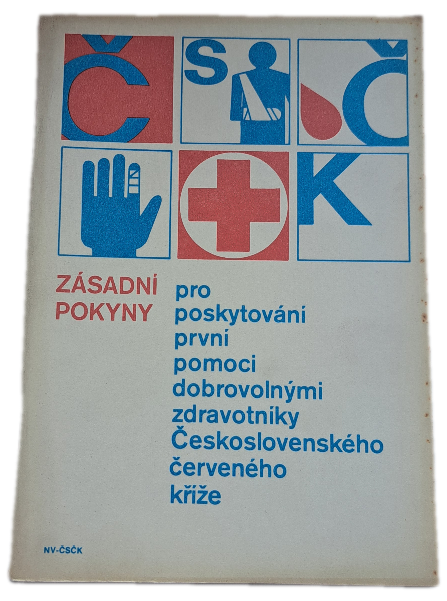 Č
S
Č
K
ZÁSADNÍ
POKYNY
pro
poskytování
první
pomoci
dobrovolnými
zdravotníky
Československého
červeného
kříže
NV-ČSČK